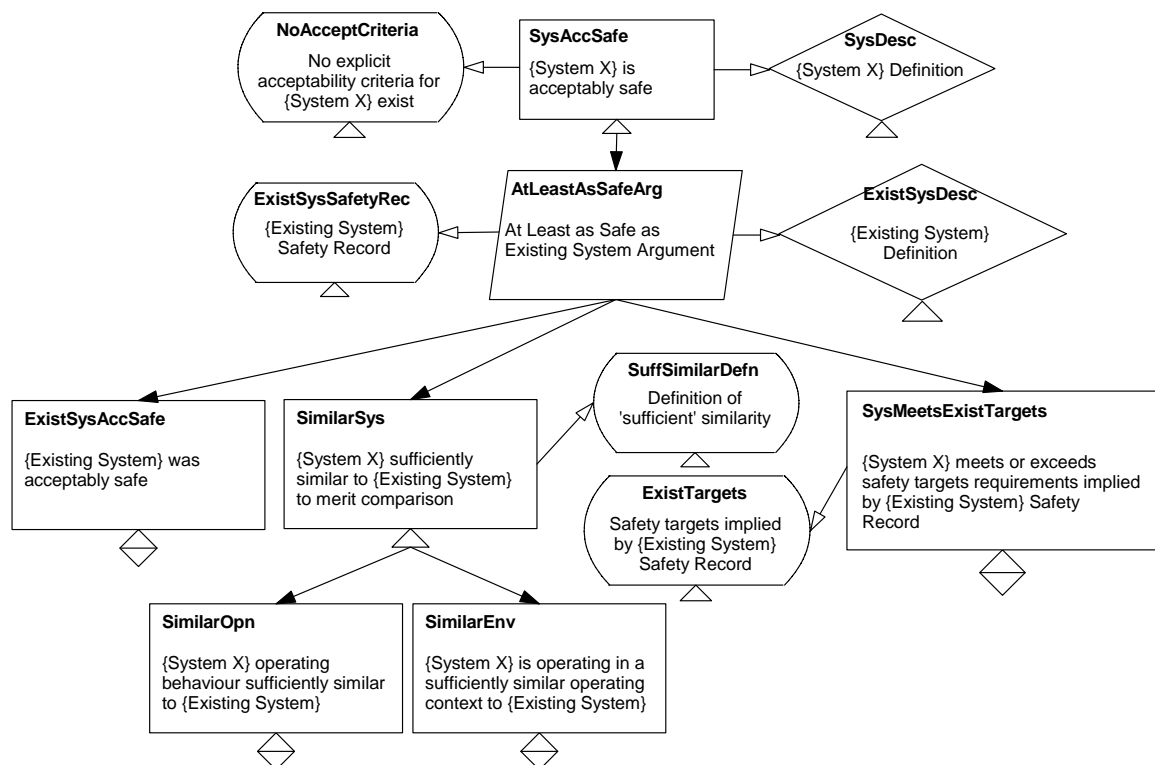 NoAcceptCriteria
No explicit
acceptability criteria for
{System X} exist
SysAccSafe
{System X} is
acceptably safe
SysDesc
{System X} Definition
ExistSysSafetyRec
{Existing System}
Safety Record
AtLeastAsSafeArg
At Least as Safe as
Existing System Argument
ExistSysDesc
{Existing System}
Definition
ExistSysAccSafe
{Existing System} was
acceptably safe
SimilarSys
{System X} sufficiently
similar to {Existing System}
to merit comparison
SuffSimilarDefn
Definition of
'sufficient' similarity
ExistTargets
Safety targets implied
by {Existing System}
Safety Record
SysMeetsExistTargets
{System X} meets or exceeds
safety targets requirements implied
by {Existing System} Safety
Record
SimilarOpn
{System X} operating
behaviour sufficiently similar
to {Existing System}
SimilarEnv
{System X} is operating in a
sufficiently similar operating
context to {Existing System}